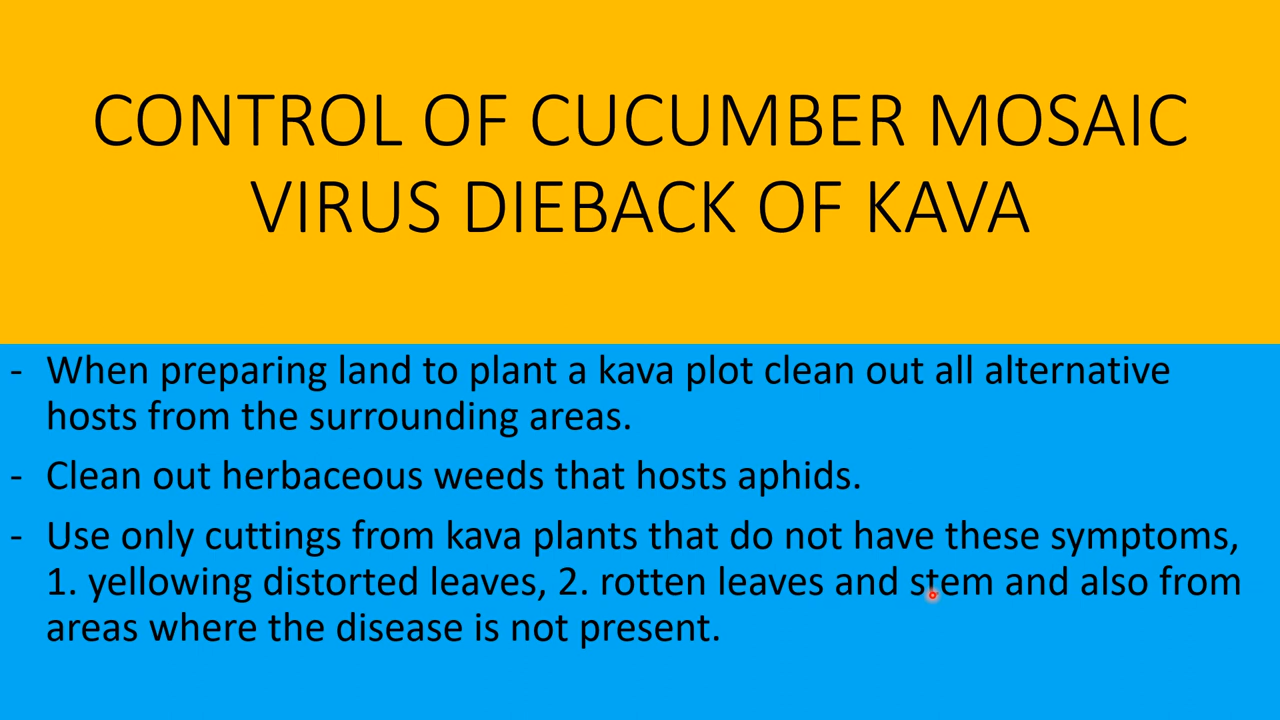 CONTROL OF CUCUMBER MOSAIC
VIRUS DIEBACK OF KAVA
- When preparing land to plant a kava plot clean out all alternative
hosts from the surrounding areas.
- Clean out herbaceous weeds that hosts aphids.
- Use only cuttings from kava plants that do not have these symptoms,
1. yellowing distorted leaves, 2. rotten leaves and stem and also from
areas where the disease is not present.